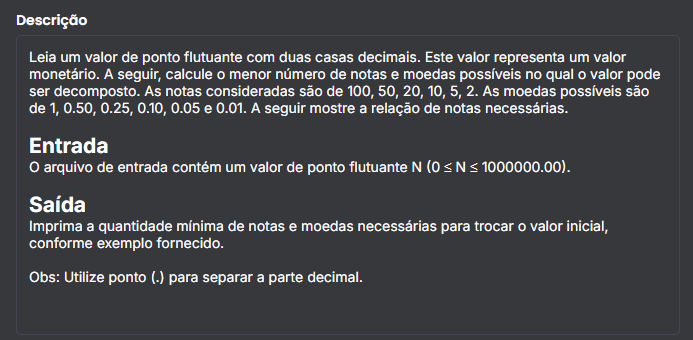 Descrição
Leia um valor de ponto flutuante com duas casas decimais. Este valor representa um valor
monetário. A seguir, calcule o menor número de notas e moedas possíveis no qual o valor pode
ser decomposto. As notas consideradas são de 100, 50, 20, 10, 5, 2. As moedas possíveis são
de 1, 0.50, 0.25, 0.10, 0.05 e 0.01. A seguir mostre a relação de notas necessárias.
Entrada
O arquivo de entrada contém um valor de ponto flutuante N (0 ≤ N ≤ 1000000.00).
Saída
Imprima a quantidade mínima de notas e moedas necessárias para trocar o valor inicial,
conforme exemplo fornecido.
Obs: Utilize ponto (.) para separar a parte decimal.